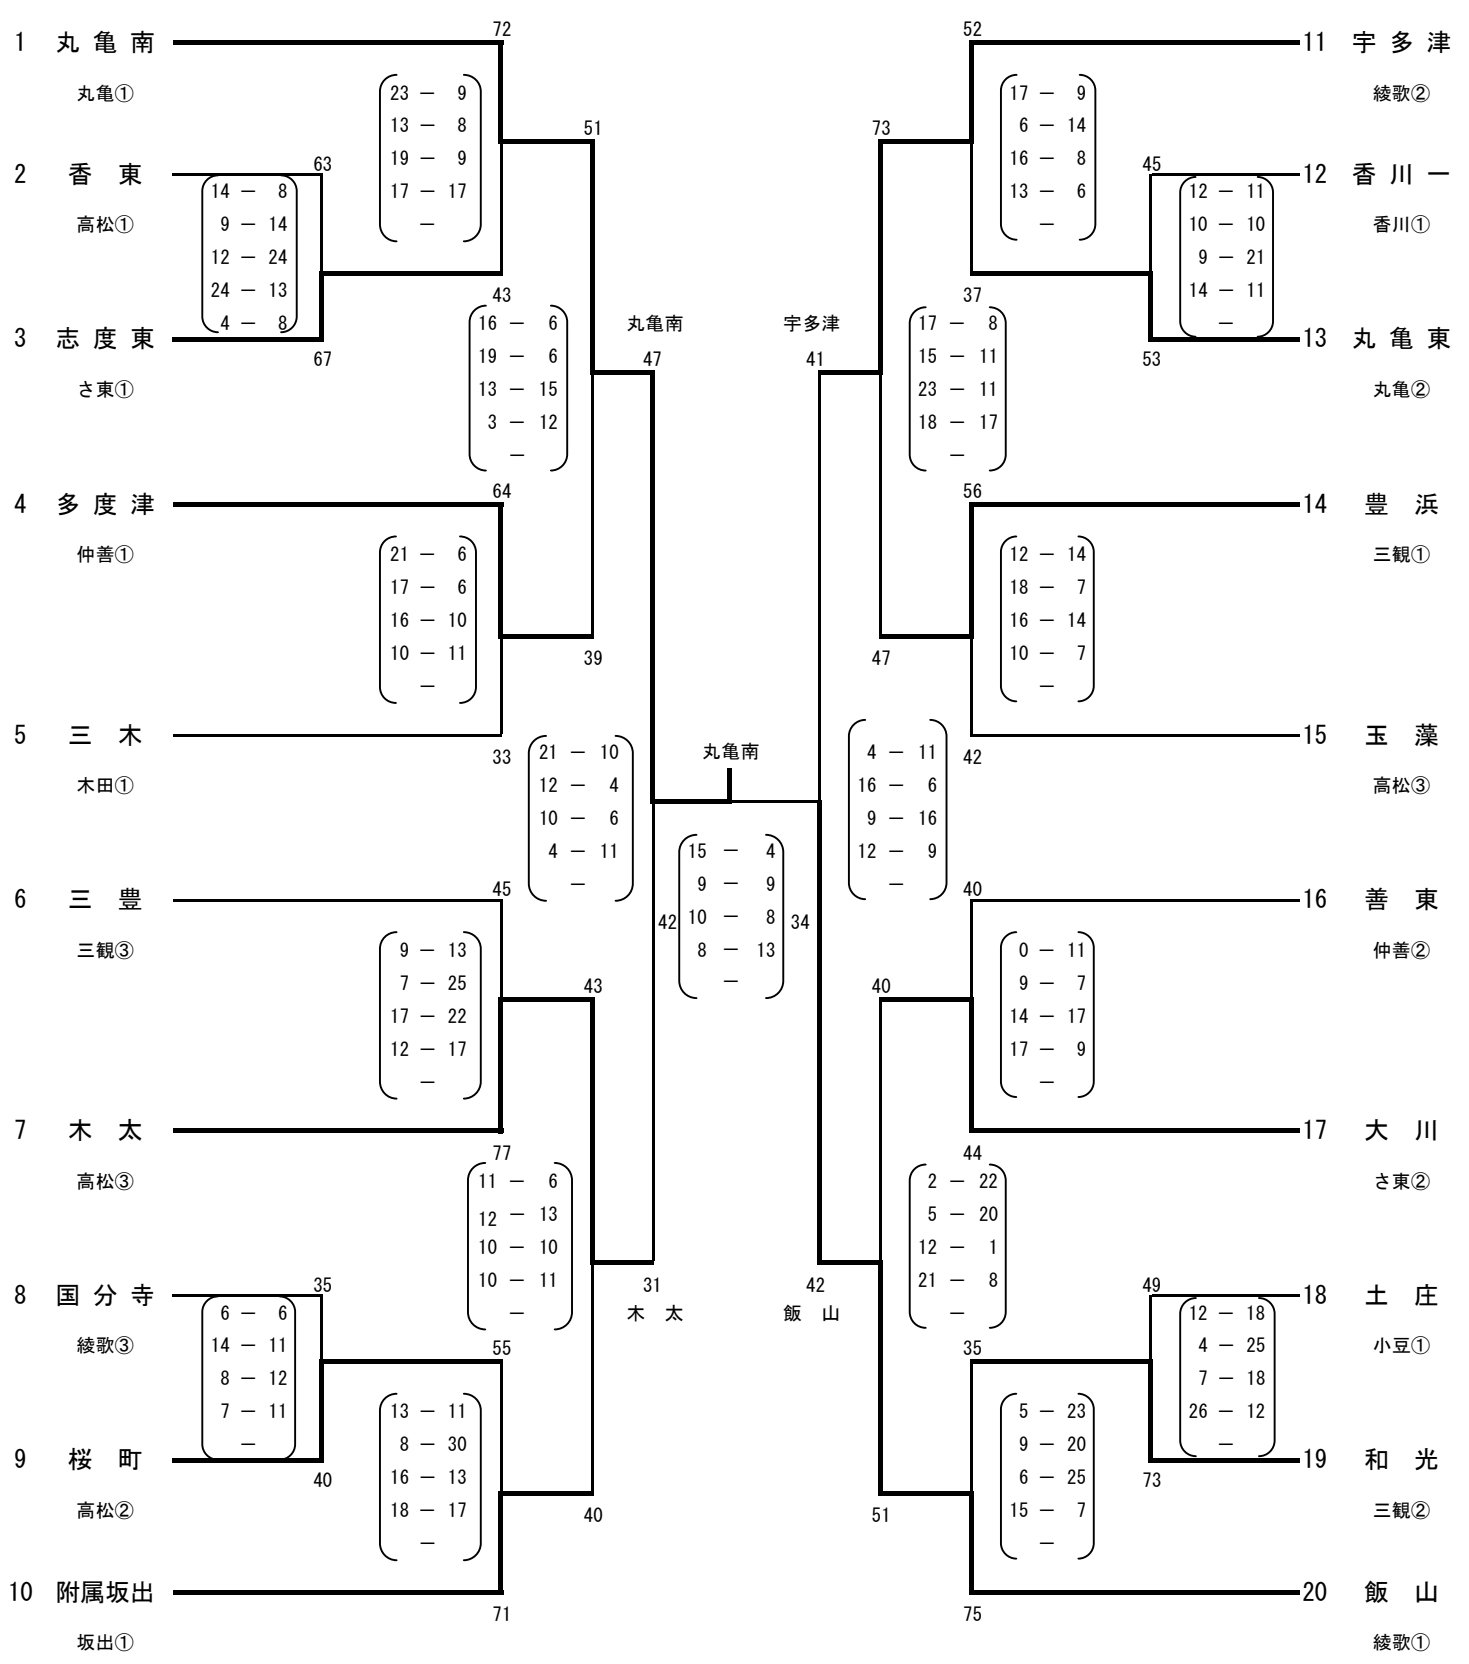 72
52
1 丸亀南
11 宇多津
丸亀①
23 － 9
17 － 9
綾歌②
13 － 8
51
73
6 － 14
19 － 9
16 － 8
2 香東
63
45
12 香川一
14 － 8
17 － 17
13 － 6
12 － 11
高松①
9 － 14
－
－
10 － 10
香川①
12 － 24
9 － 21
24 － 13
43
37
14 － 11
4 － 8
16 － 6
丸亀南
宇多津
17 － 8
－
3 志度東
67
19 － 6
47
41
15 － 11
53
13 丸亀東
さ東①
13 － 15
23 － 11
丸亀②
3 － 12
18 － 17
－
－
64
56
4 多度津
14 豊浜
仲善①
21 － 6
12 － 14
三観①
17 － 6
18 － 7
16 － 10
16 － 14
10 － 11
39
47
10 － 7
－
－
5 三木
15 玉藻
33
21 － 10
丸亀南
4 － 11
42
木田①
12 － 4
16 － 6
高松③
10 － 6
9 － 16
4 － 11
15 － 4
12 － 9
－
9 － 9
－
6 三豊
45
40
16 善東
42
10 － 8
34
三観③
9 － 13
8 － 13
0 － 11
仲善②
7 － 25
43
－
40
9 － 7
17 － 22
14 － 17
12 － 17
17 － 9
－
－
7 木太
17 大川
77
44
高松③
11 － 6
2 － 22
さ東②
12 － 13
5 － 20
10 － 10
12 － 1
10 － 11
31
42
21 － 8
8 国分寺
35
49
18 土庄
6 － 6
－
木太
飯山
－
12 － 18
綾歌③
14 － 11
55
35
4 － 25
小豆①
8 － 12
7 － 18
7 － 11
13 － 11
5 － 23
26 － 12
－
8 － 30
9 － 20
－
9 桜町
40
16 － 13
6 － 25
73
19 和光
高松②
18 － 17
40
51
15 － 7
三観②
－
－
10 附属坂出
20 飯山
71
75
坂出①
綾歌①